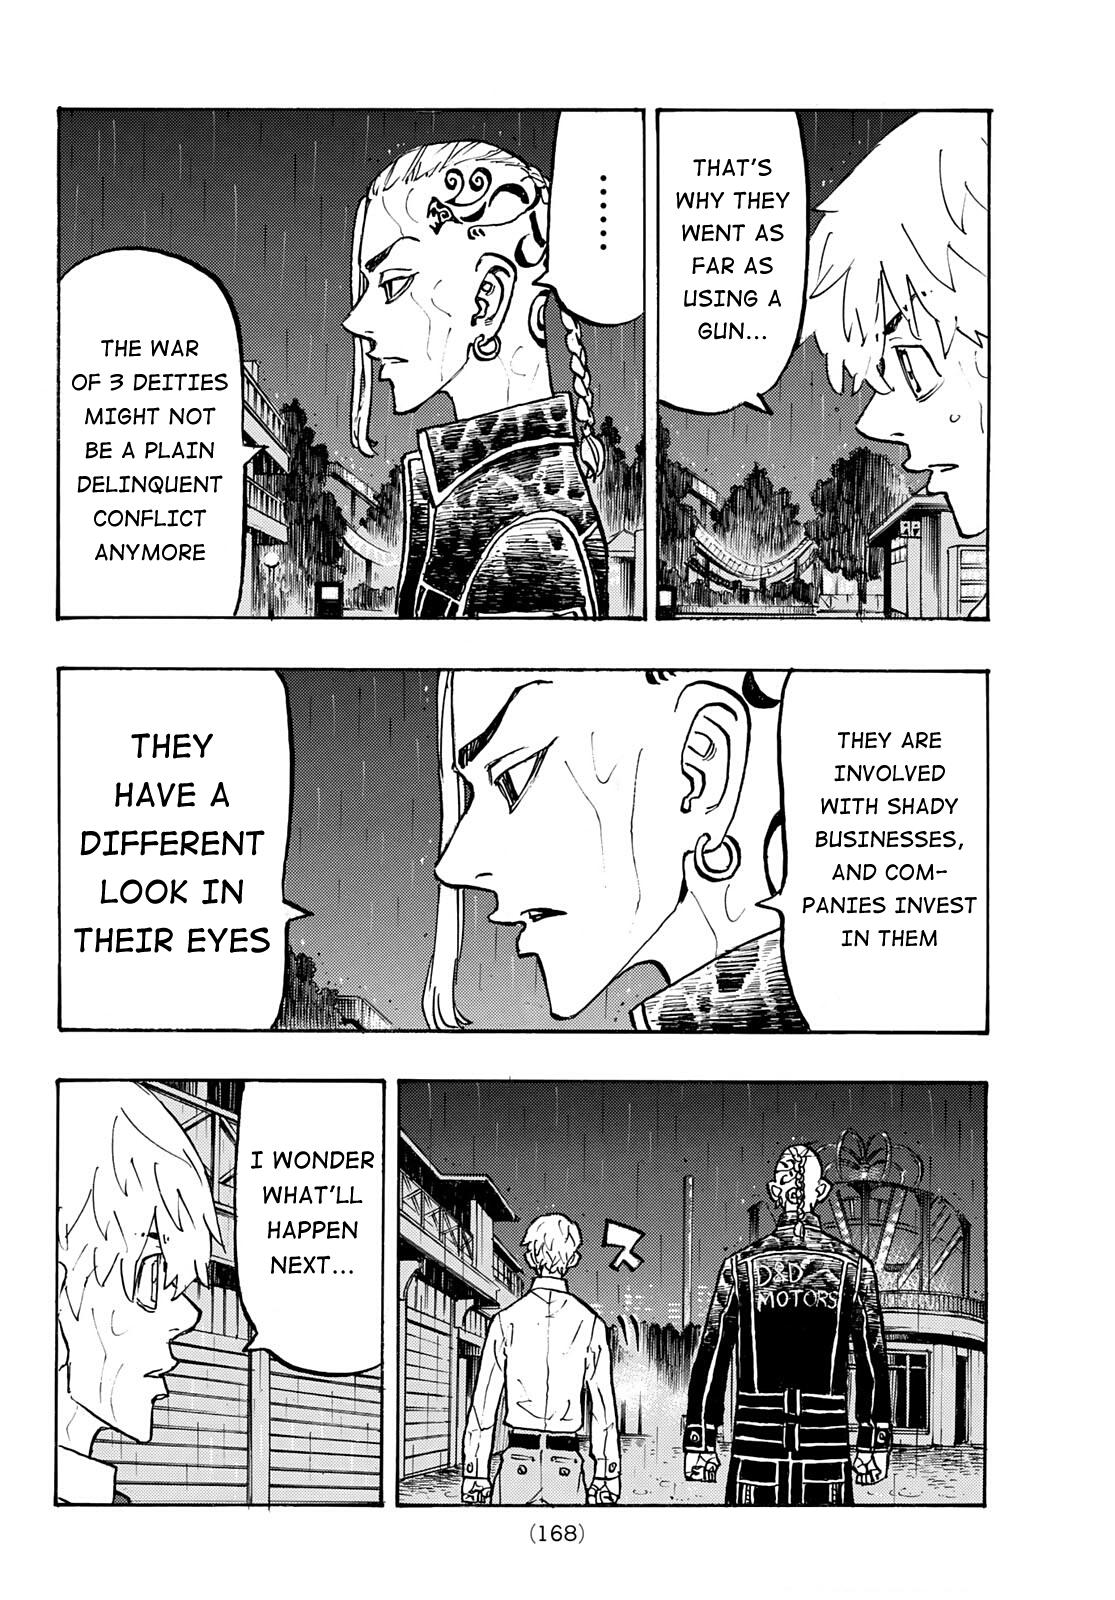 THAT'S
WHY THEY
WENT AS
FAR AS
USING A
GUN...
......
THE WAR
OF 3 DEITIES
MIGHT NOT
BE A PLAIN
DELINQUENT
CONFLICT
ANYMORE
THEY ARE
INVOLVED
WITH SHADY
BUSINESSES,
AND COM-
PANIES INVEST
IN THEM
THEY
HAVE A
DIFFERENT
LOOK IN
THEIR EYES
D&D
MOTORS
ス
I WONDER
WHAT'LL
HAPPEN
NEXT...
(168)